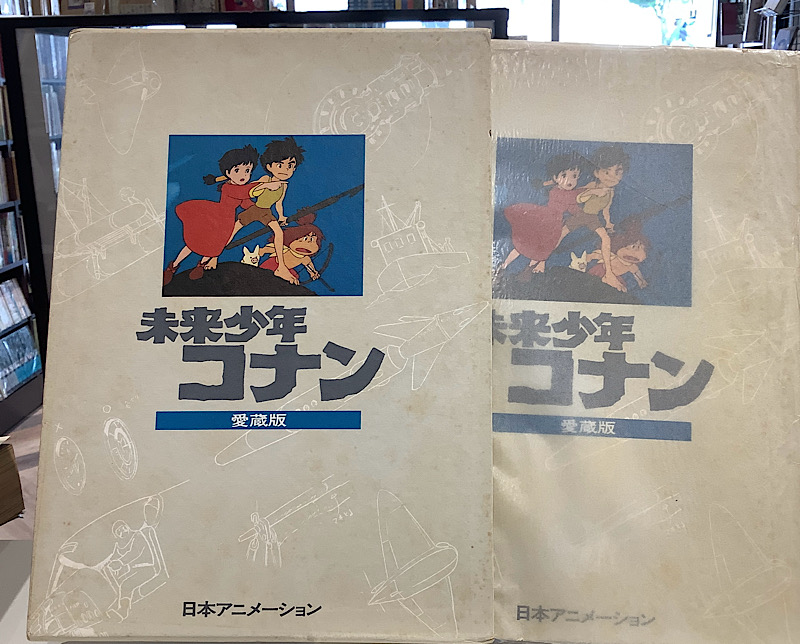 未来少年
コナン
愛蔵版
日本アニメーション
未来少年
コナン
愛蔵版
日本アニメーション